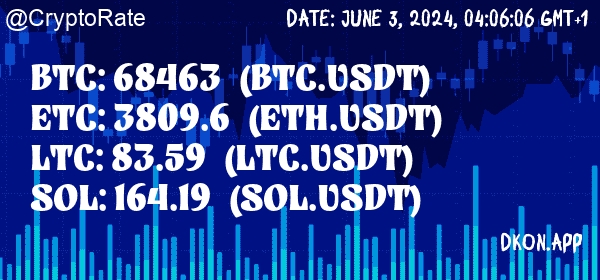 @CryptoRate
DATE: JUNE 3, 2024, 04:06:06 GMT+1
BTC: 68463 (BTC.USDT)
ETC: 3809.6 (ETH.USDT)
LTC: 83.59 (LTC.USDT)
SOL: 164.19 (SOL.USDT)
DKON.APP